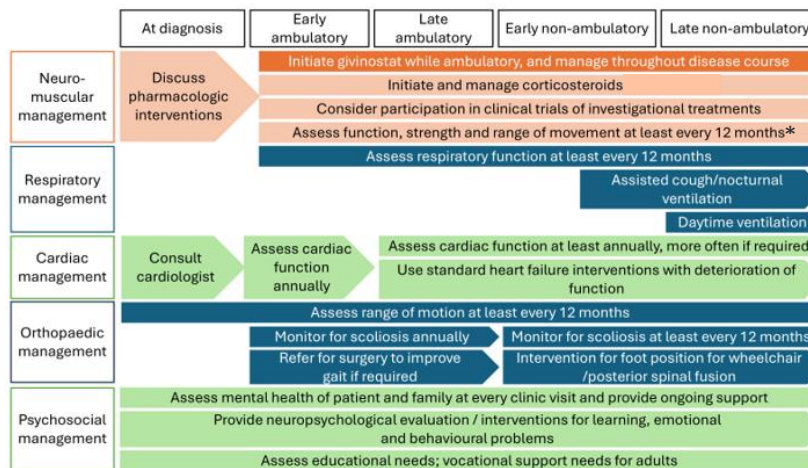 At diagnosis
Early
ambulatory
Late
ambulatory
Early non-ambulatory
Late non-ambulatory
Neuro-
muscular
management
Discuss
pharmacologic
interventions
Initiate givinostat while ambulatory, and manage throughout disease course
Initiate and manage corticosteroids
Consider participation in clinical trials of investigational treatments
Assess function, strength and range of movement at least every 12 months*
Respiratory
management
Assess respiratory function at least every 12 months
Assisted cough/nocturnal
ventilation
Daytime ventilation
Cardiac
management
Consult
cardiologist
Assess cardiac
function
annually
Assess cardiac function at least annually, more often if required
Use standard heart failure interventions with deterioration of
function
Orthopaedic
management
Assess range of motion at least every 12 months
Monitor for scoliosis annually
Monitor for scoliosis at least every 12 months
Refer for surgery to improve
gait if required
Intervention for foot position for wheelchair
/posterior spinal fusion
Psychosocial
management
Assess mental health of patient and family at every clinic visit and provide ongoing support
Provide neuropsychological evaluation / interventions for learning, emotional
and behavioural problems
Assess educational needs; vocational support needs for adults